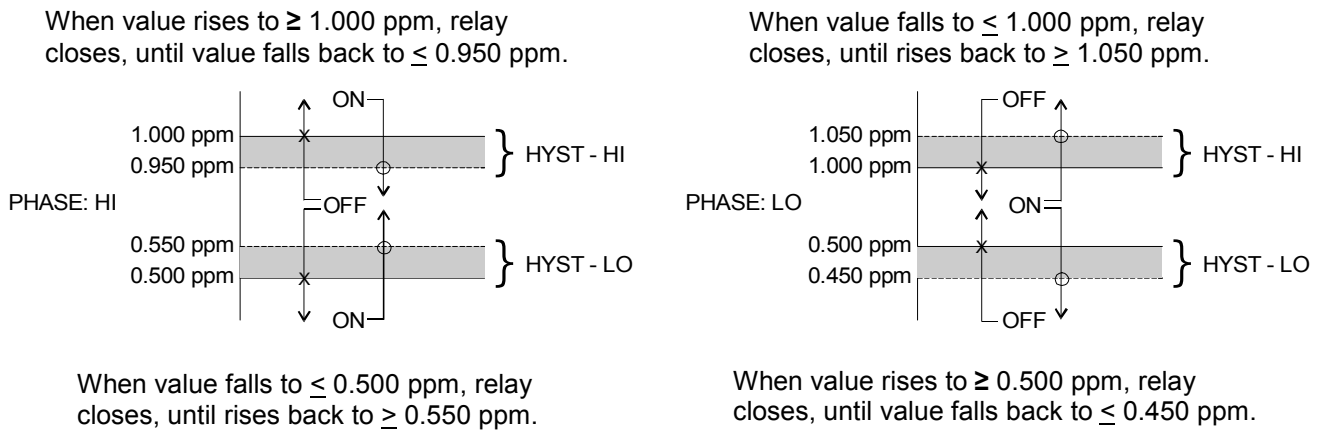 When value rises to ≥ 1.000 ppm, relay
closes, until value falls back to ≤ 0.950 ppm.
ON
1.000 ppm
0.950 ppm
HYST - HI
PHASE: HI
OFF
0.550 ppm
0.500 ppm
HYST - LO
ON
When value falls to ≤ 0.500 ppm, relay
closes, until rises back to ≥ 0.550 ppm.
When value falls to ≤ 1.000 ppm, relay
closes, until rises back to ≥ 1.050 ppm.
OFF
1.050 ppm
1.000 ppm
HYST - HI
PHASE: LO
ON
0.500 ppm
0.450 ppm
HYST - LO
OFF
When value rises to ≥ 0.500 ppm, relay
closes, until value falls back to ≤ 0.450 ppm.